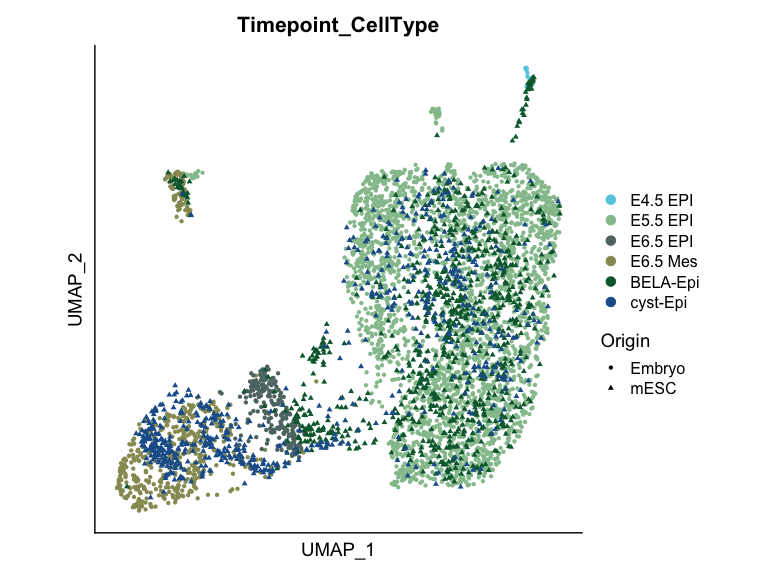 Timepoint_CellType
UMAP_2
UMAP_1
E4.5 EPI
E5.5 EPI
E6.5 EPI
E6.5 Mes
BELA-Epi
cyst-Epi
Origin
Embryo
mESC